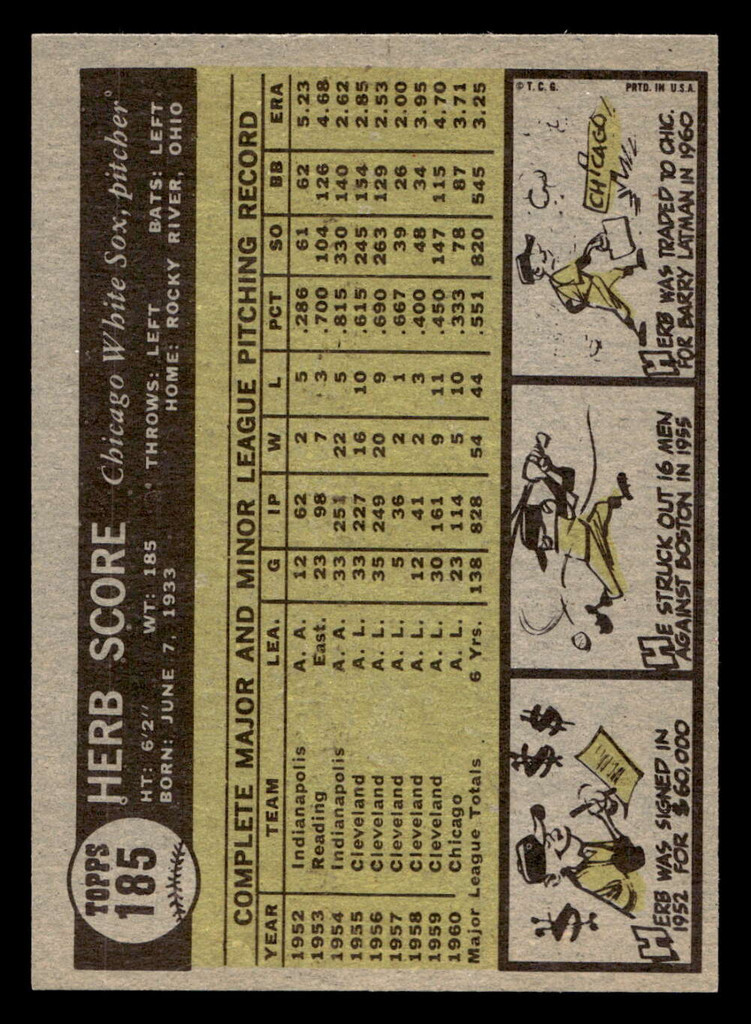 TOPPS
185
HERB SCORE Chicago White Sox, pitcher
HT: 6'2" WT: 185 THROWS: LEFT BATS: LEFT
BORN: JUNE 7, 1933 HOME: ROCKY RIVER, OHIO
COMPLETE MAJOR AND MINOR LEAGUE PITCHING RECORD
YEAR TEAM LEA. G IP W L PCT SO BB ERA
1952 Indianapolis A. A. 12 62 2 5 .286 61 62 5.23
1953 Reading East. 23 98 7 3 .700 104 126 4.68
1954 Indianapolis A. A. 33 251 22 5 .815 330 140 2.62
1955 Cleveland A. L. 33 227 16 10 .615 245 154 2.85
1956 Cleveland A. L. 35 249 20 9 .690 263 129 2.53
1957 Cleveland A. L. 5 36 2 1 .667 39 26 2.00
1958 Cleveland A. L. 12 41 2 3 .400 48 34 3.95
1959 Cleveland A. L. 30 161 9 11 .450 147 115 4.70
1960 Chicago A. L. 23 114 5 10 .333 78 87 3.71
Major League Totals 6 Yrs. 138 828 54 44 .551 820 545 3.25
$ $ $ $ $
HERB WAS SIGNED IN
1952 FOR $60,000
HE STRUCK OUT 16 MEN
AGAINST BOSTON IN 1955
© T. C. G. PRTD. IN U.S.A.
CHICAGO!
HERB WAS TRADED TO CHIC.
FOR BARRY LATMAN IN 1960